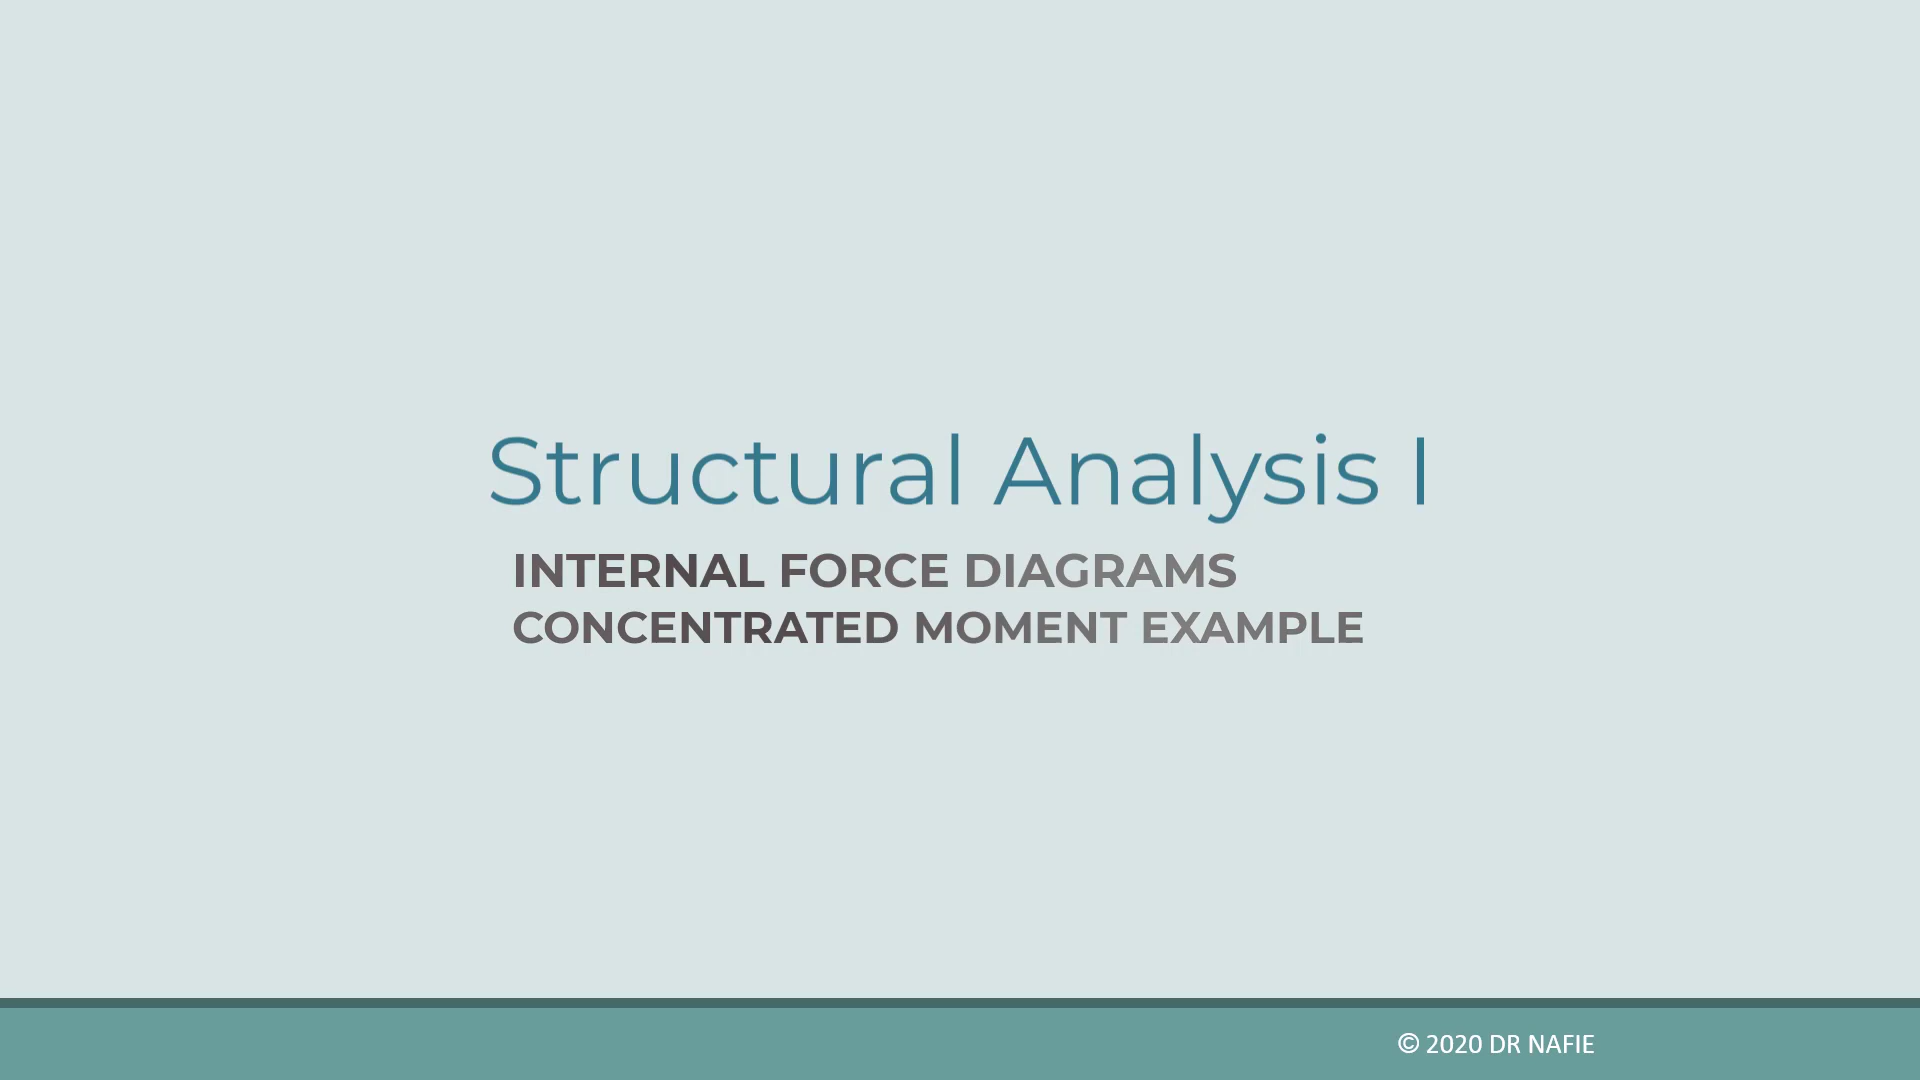 Structural Analysis I
INTERNAL FORCE DIAGRAMS
CONCENTRATED MOMENT EXAMPLE
© 2020 DR NAFIE